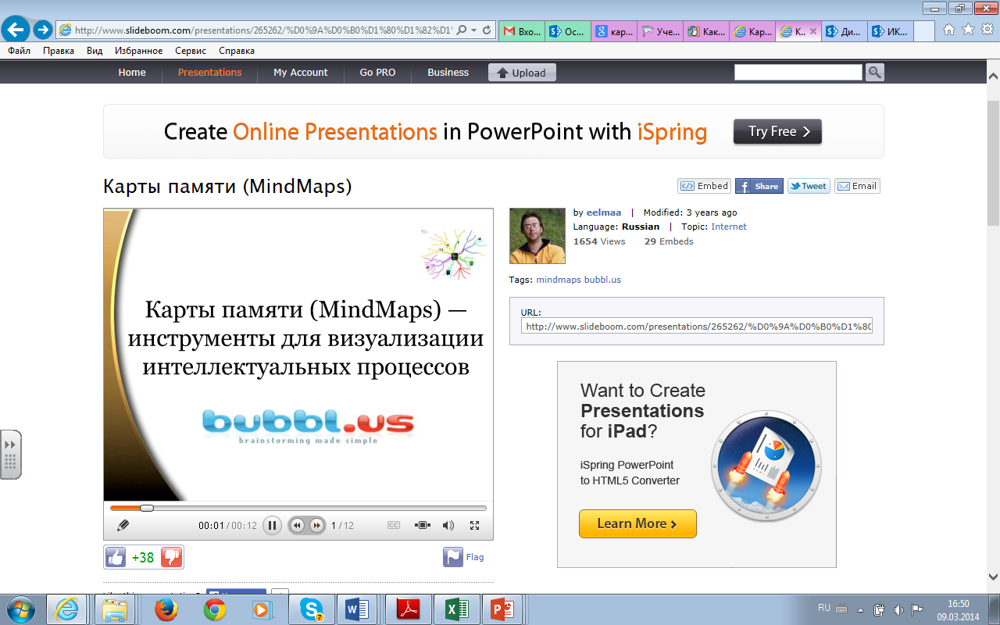 http://www.slideboom.com/presentations/265262/%D0%9A%D0%B0%D1%80%D1%82%D1%
Вхо...
Ос...
кар...
Уче...
Как...
Кар...
К...
Ди...
ИК...
Файл Правка Вид Избранное Сервис Справка
Home Presentations My Account Go PRO Business Upload
Create Online Presentations in PowerPoint with iSpring Try Free
Карты памяти (MindMaps)
Embed Share Tweet Email
by eelmaa | Modified: 3 years ago
Language: Russian | Topic: Internet
1654 Views 29 Embeds
Tags: mindmaps bubbl.us
URL:
http://www.slideboom.com/presentations/265262/%D0%9A%D0%B0%D1%80
Карты памяти (MindMaps) —
инструменты для визуализации
интеллектуальных процессов
bubbl.us
brainstorming made simple
00:01 / 00:12 1 / 12 CC
+38 Flag
Want to Create
Presentations
for iPad?
iSpring PowerPoint
to HTML5 Converter
Learn More
RU 16:50
09.03.2014